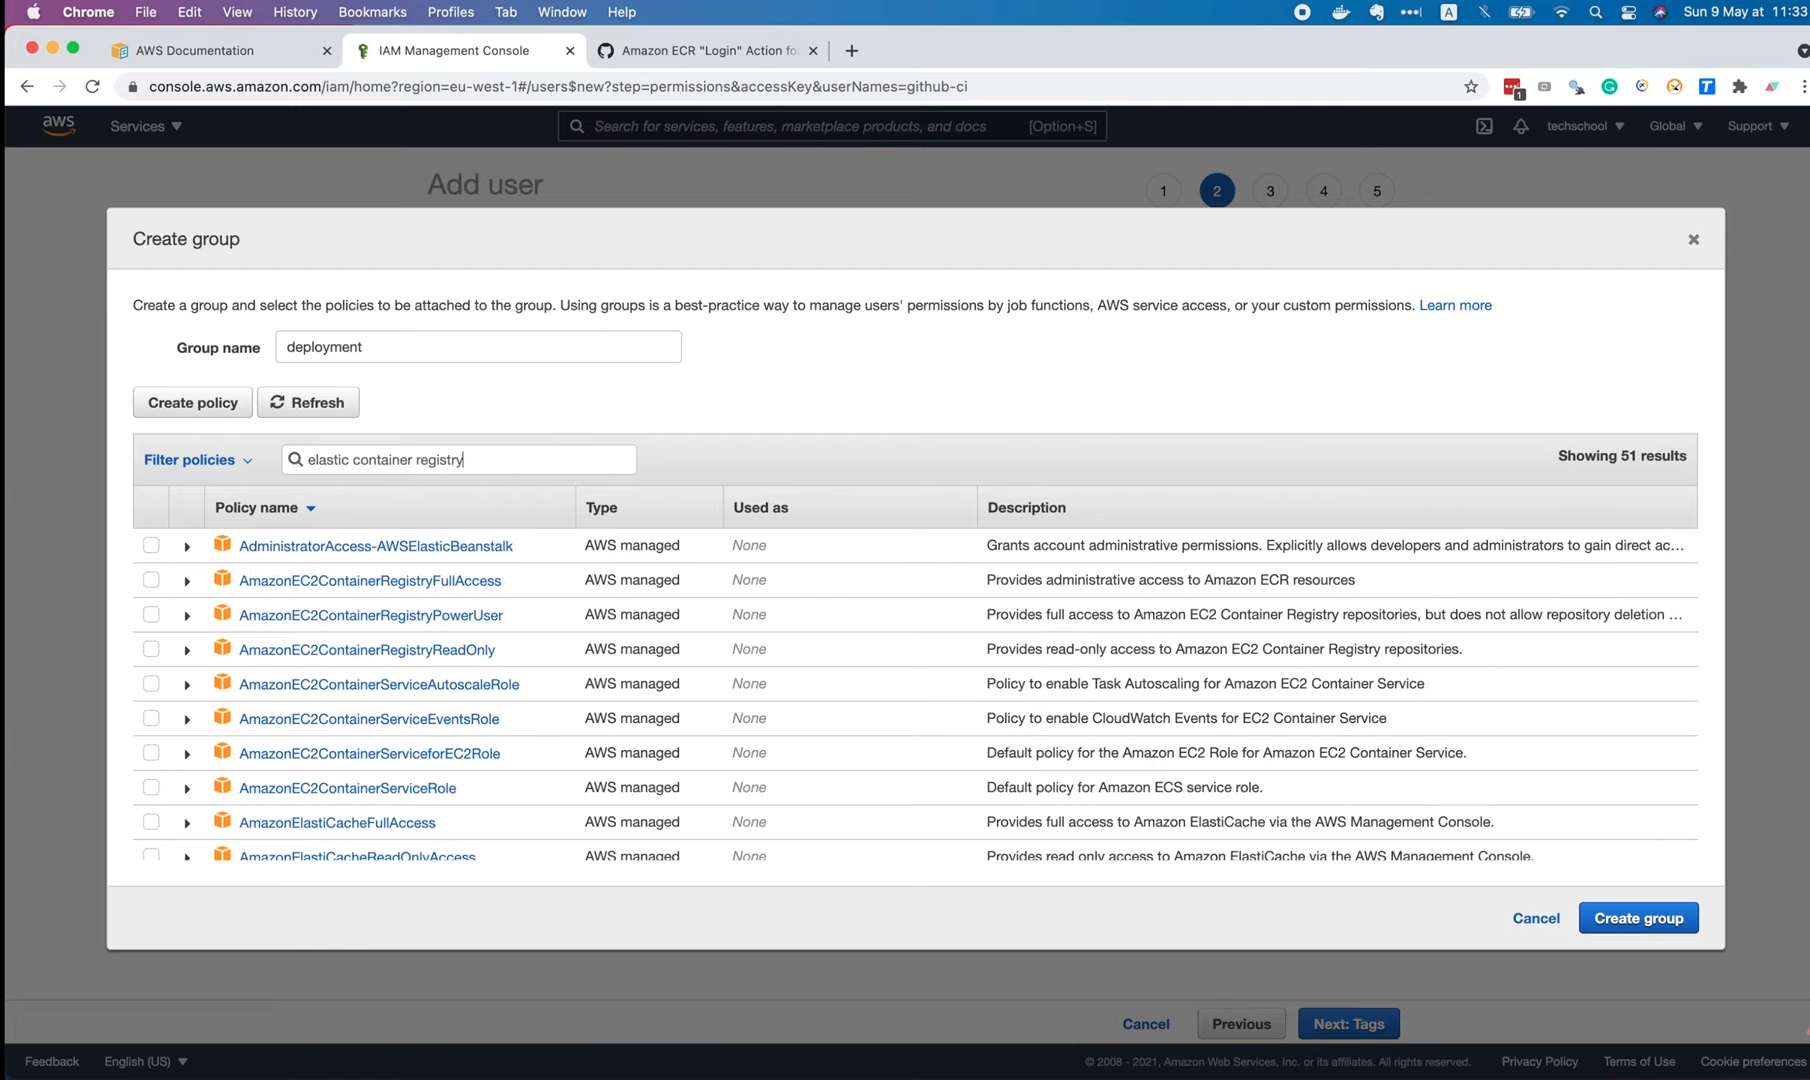 Chrome File Edit View History Bookmarks Profiles Tab Window Help A Sun 9 May at 11:33
AWS Documentation IAM Management Console Amazon ECR "Login" Action fo
console.aws.amazon.com/iam/home?region=eu-west-1#/users$new?step=permissions&accessKey&userNames=github-ci 1 T
aws Services Search for services, features, marketplace products, and docs [Option+S] techschool Global Support
Add user 1 2 3 4 5
Create group
Create a group and select the policies to be attached to the group. Using groups is a best-practice way to manage users' permissions by job functions, AWS service access, or your custom permissions. Learn more
Group name deployment
Create policy Refresh
Filter policies elastic container registry Showing 51 results
Policy name Type Used as Description
AdministratorAccess-AWSElasticBeanstalk AWS managed None Grants account administrative permissions. Explicitly allows developers and administrators to gain direct ac...
AmazonEC2ContainerRegistryFullAccess AWS managed None Provides administrative access to Amazon ECR resources
AmazonEC2ContainerRegistryPowerUser AWS managed None Provides full access to Amazon EC2 Container Registry repositories, but does not allow repository deletion ...
AmazonEC2ContainerRegistryReadOnly AWS managed None Provides read-only access to Amazon EC2 Container Registry repositories.
AmazonEC2ContainerServiceAutoscaleRole AWS managed None Policy to enable Task Autoscaling for Amazon EC2 Container Service
AmazonEC2ContainerServiceEventsRole AWS managed None Policy to enable CloudWatch Events for EC2 Container Service
AmazonEC2ContainerServiceforEC2Role AWS managed None Default policy for the Amazon EC2 Role for Amazon EC2 Container Service.
AmazonEC2ContainerServiceRole AWS managed None Default policy for Amazon ECS service role.
AmazonElastiCacheFullAccess AWS managed None Provides full access to Amazon ElastiCache via the AWS Management Console.
AmazonElastiCacheReadOnlyAccess AWS managed None Provides read only access to Amazon ElastiCache via the AWS Management Console.
Cancel Create group
Cancel Previous Next: Tags
Feedback English (US) © 2008 - 2021, Amazon Web Services, Inc. or its affiliates. All rights reserved. Privacy Policy Terms of Use Cookie preferences